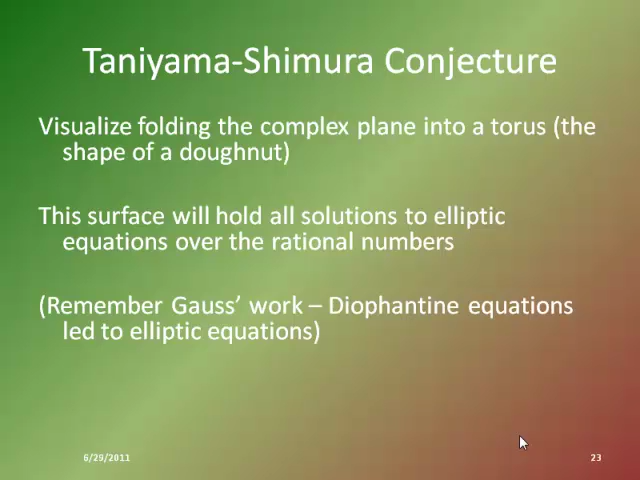 Taniyama-Shimura Conjecture
Visualize folding the complex plane into a torus (the
shape of a doughnut)
This surface will hold all solutions to elliptic
equations over the rational numbers
(Remember Gauss’ work – Diophantine equations
led to elliptic equations)
6/29/2011
23